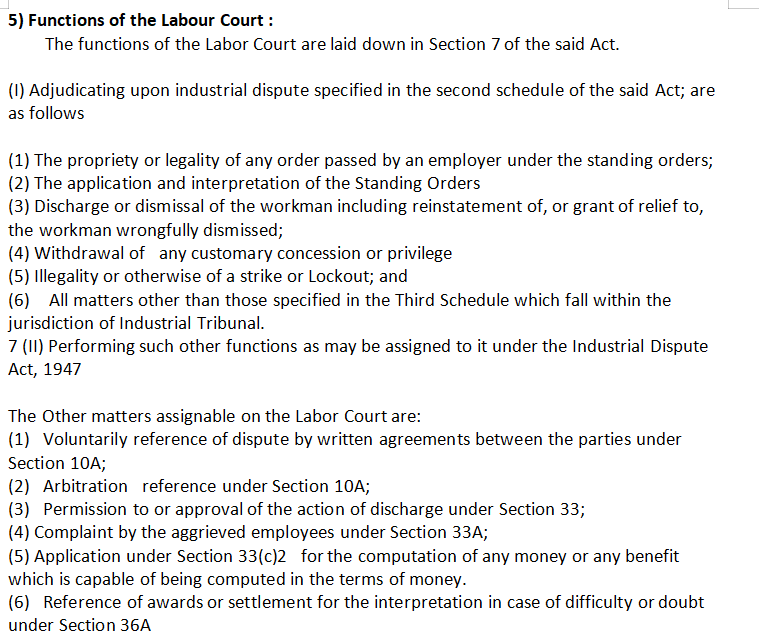 5) Functions of the Labour Court :
The functions of the Labor Court are laid down in Section 7 of the said Act.
(I) Adjudicating upon industrial dispute specified in the second schedule of the said Act; are
as follows
(1) The propriety or legality of any order passed by an employer under the standing orders;
(2) The application and interpretation of the Standing Orders
(3) Discharge or dismissal of the workman including reinstatement of, or grant of relief to,
the workman wrongfully dismissed;
(4) Withdrawal of any customary concession or privilege
(5) Illegality or otherwise of a strike or Lockout; and
(6) All matters other than those specified in the Third Schedule which fall within the
jurisdiction of Industrial Tribunal.
7 (II) Performing such other functions as may be assigned to it under the Industrial Dispute
Act, 1947
The Other matters assignable on the Labor Court are:
(1) Voluntarily reference of dispute by written agreements between the parties under
Section 10A;
(2) Arbitration reference under Section 10A;
(3) Permission to or approval of the action of discharge under Section 33;
(4) Complaint by the aggrieved employees under Section 33A;
(5) Application under Section 33(c)2 for the computation of any money or any benefit
which is capable of being computed in the terms of money.
(6) Reference of awards or settlement for the interpretation in case of difficulty or doubt
under Section 36A